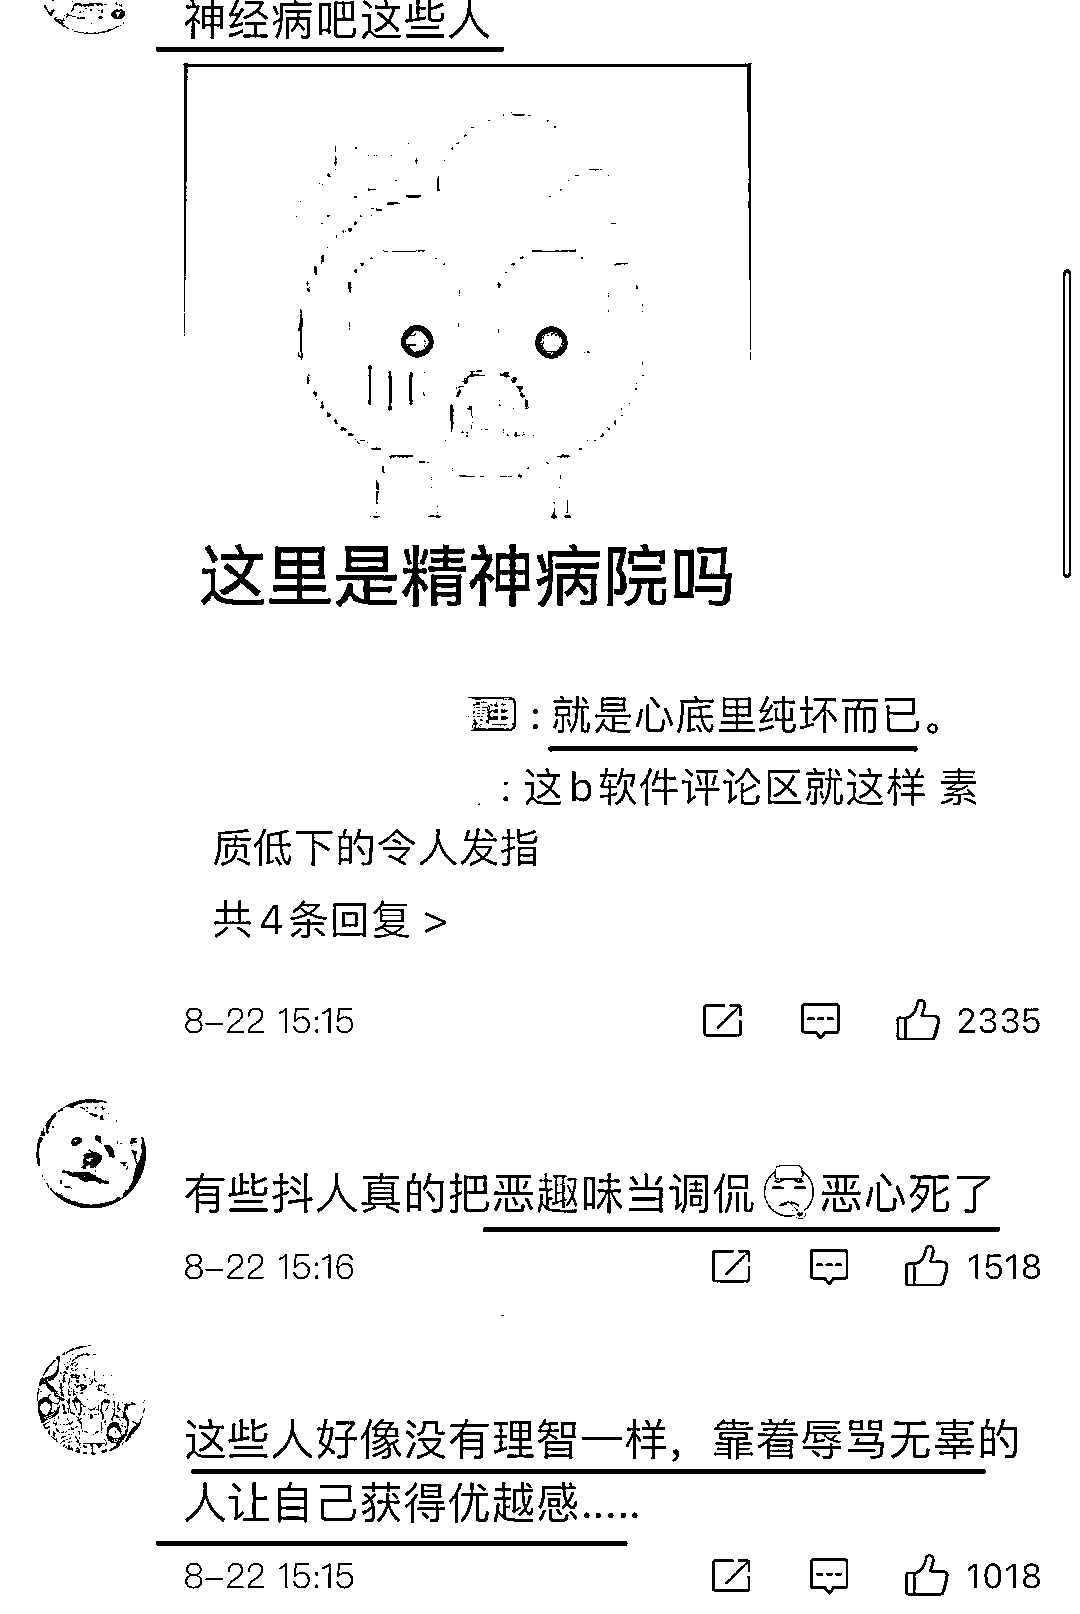 神经病吧这些人
这里是精神病院吗
：就是心底里纯坏而已。
：这b软件评论区就这样 素
质低下的令人发指
共4条回复 >
8-22 15:15
2335
有些抖人真的把恶趣味当调侃恶心死了
8-22 15:16
1518
这些人好像没有理智一样，靠着辱骂无辜的
人让自己获得优越感.....
8-22 15:15
1018